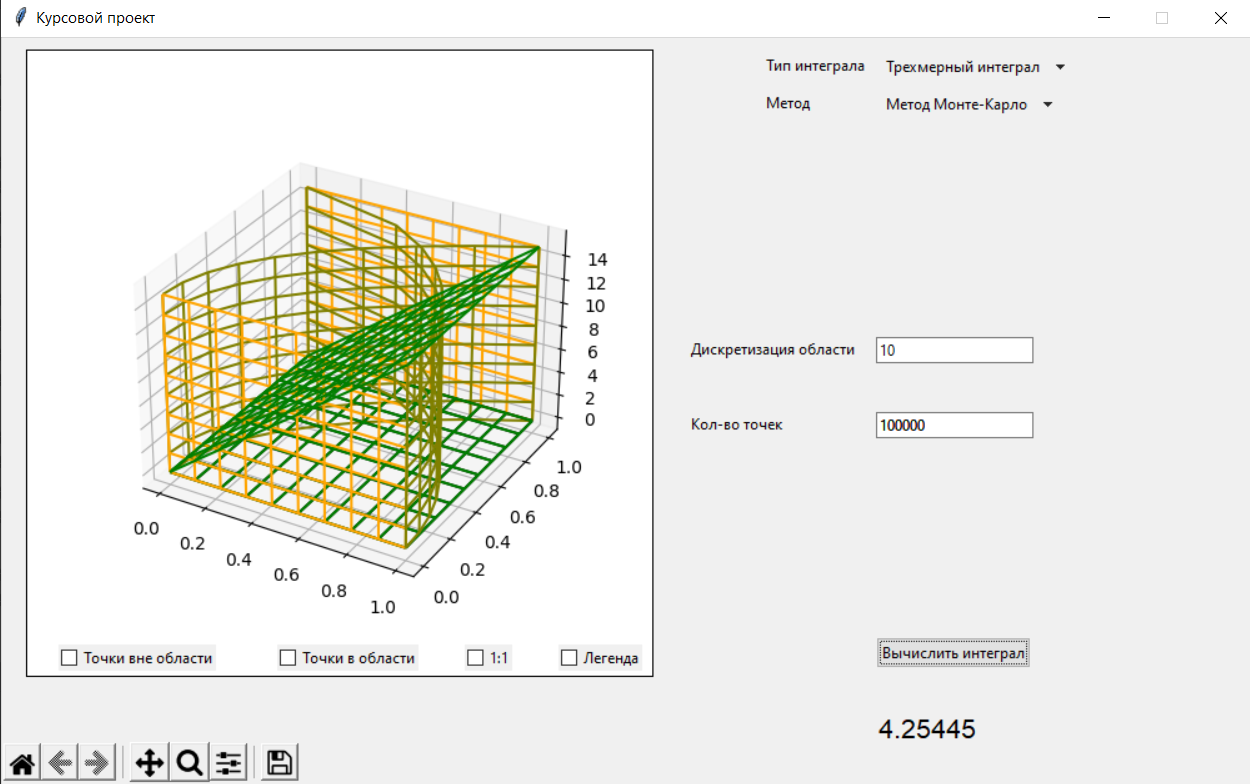 Курсовой проект
Тип интеграла Трехмерный интеграл
Метод Метод Монте-Карло
14
12
10
8
6
4
2
0
0.0 0.2 0.4 0.6 0.8 1.0
0.0 0.2 0.4 0.6 0.8 1.0
Точки вне области Точки в области 1:1 Легенда
Дискретизация области 10
Кол-во точек 100000
Вычислить интеграл
4.25445